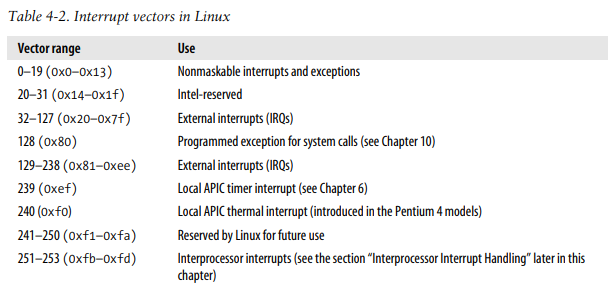 Table 4-2. Interrupt vectors in Linux
Vector range Use
0–19 (0x0–0x13) Nonmaskable interrupts and exceptions
20–31 (0x14–0x1f) Intel-reserved
32–127 (0x20–0x7f) External interrupts (IRQs)
128 (0x80) Programmed exception for system calls (see Chapter 10)
129–238 (0x81–0xee) External interrupts (IRQs)
239 (0xef) Local APIC timer interrupt (see Chapter 6)
240 (0xf0) Local APIC thermal interrupt (introduced in the Pentium 4 models)
241–250 (0xf1–0xfa) Reserved by Linux for future use
251–253 (0xfb–0xfd) Interprocessor interrupts (see the section “Interprocessor Interrupt Handling” later in this
chapter)